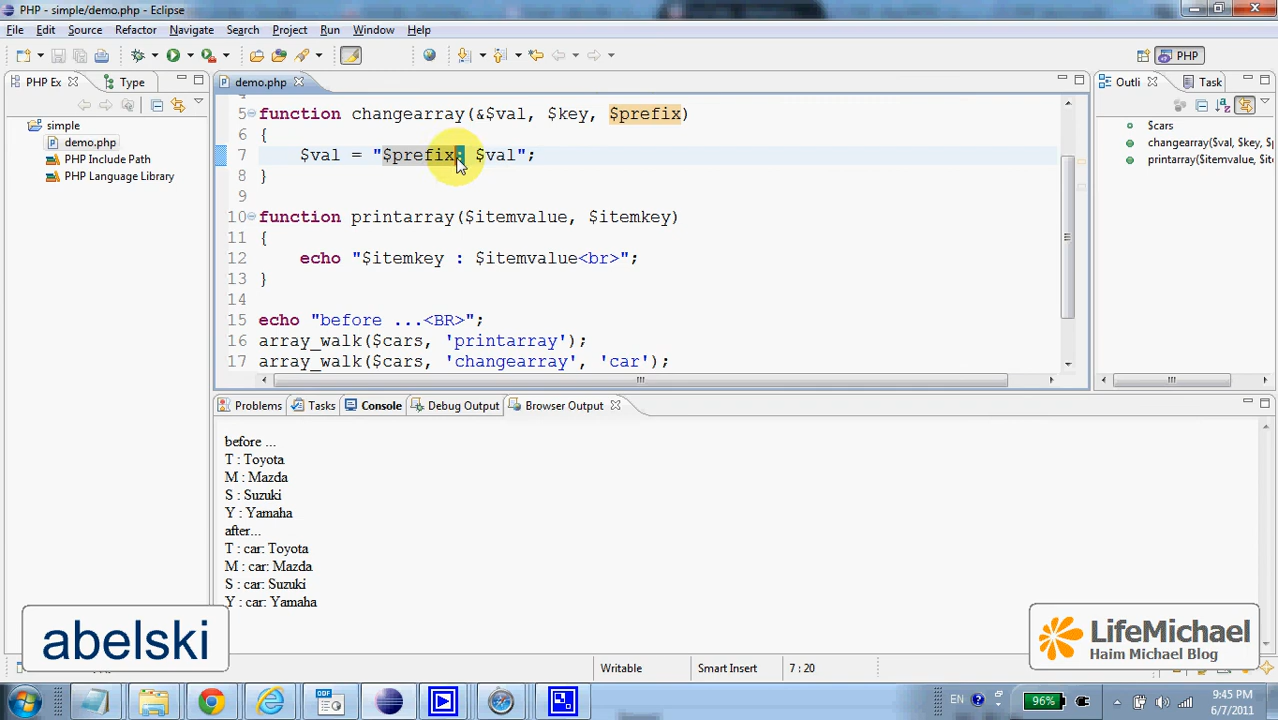 PHP - simple/demo.php - Eclipse
File Edit Source Refactor Navigate Search Project Run Window Help
PHP
PHP Ex Type
demo.php
Outli Task
simple
demo.php
PHP Include Path
PHP Language Library
5 function changearray(&$val, $key, $prefix)
6 {
7 $val = "$prefix: $val";
8 }
9
10 function printarray($itemvalue, $itemkey)
11 {
12 echo "$itemkey : $itemvalue<br>";
13 }
14
15 echo "before ...<BR>";
16 array_walk($cars, 'printarray');
17 array_walk($cars, 'changearray', 'car');
$cars
changearray($val, $key, $p
printarray($itemvalue, $ite
Problems Tasks Console Debug Output Browser Output
before ...
T : Toyota
M : Mazda
S : Suzuki
Y : Yamaha
after...
T : car: Toyota
M : car: Mazda
S : car: Suzuki
Y : car: Yamaha
abelski
LifeMichael
Haim Michael Blog
Writable Smart Insert 7 : 20
ODF
EN 96% 9:45 PM
6/7/2011